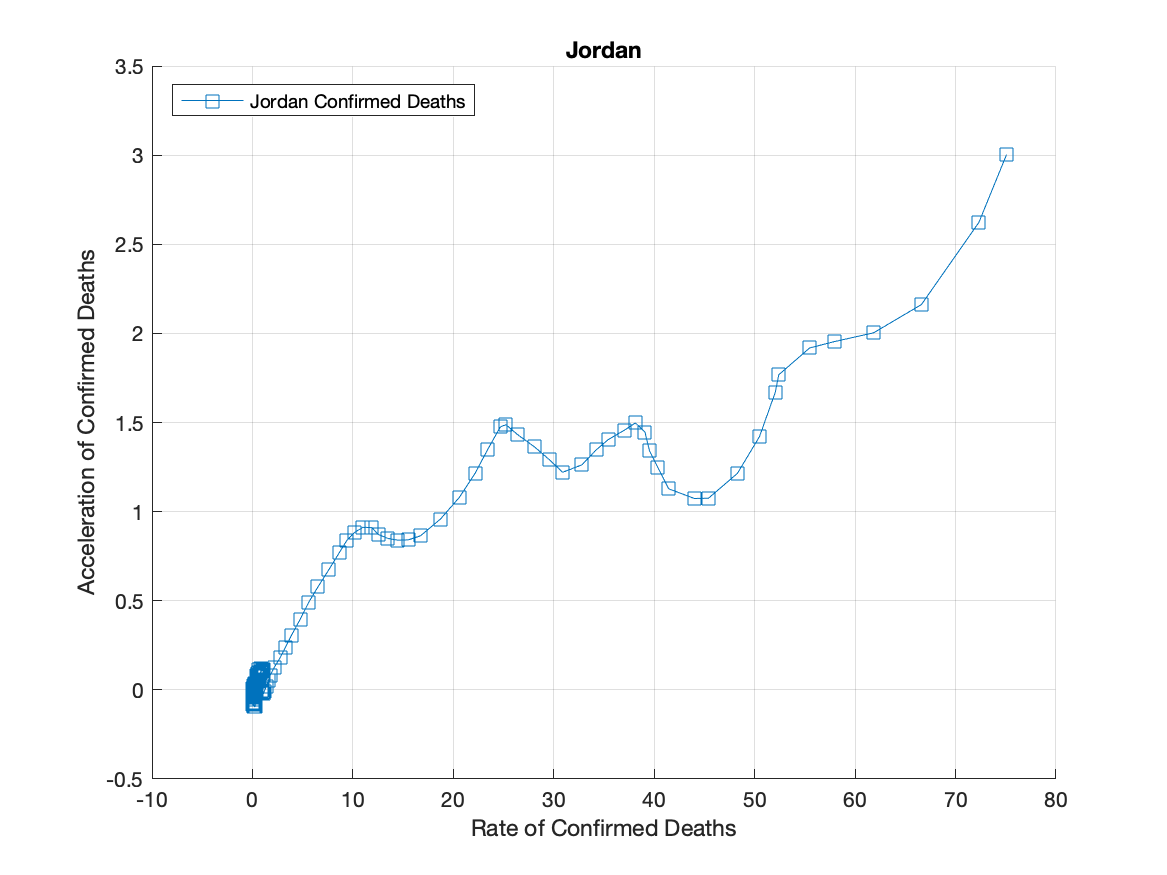 Jordan
Jordan Confirmed Deaths
3.5
3
2.5
2
1.5
1
0.5
0
-0.5
Acceleration of Confirmed Deaths
-10 0 10 20 30 40 50 60 70 80
Rate of Confirmed Deaths